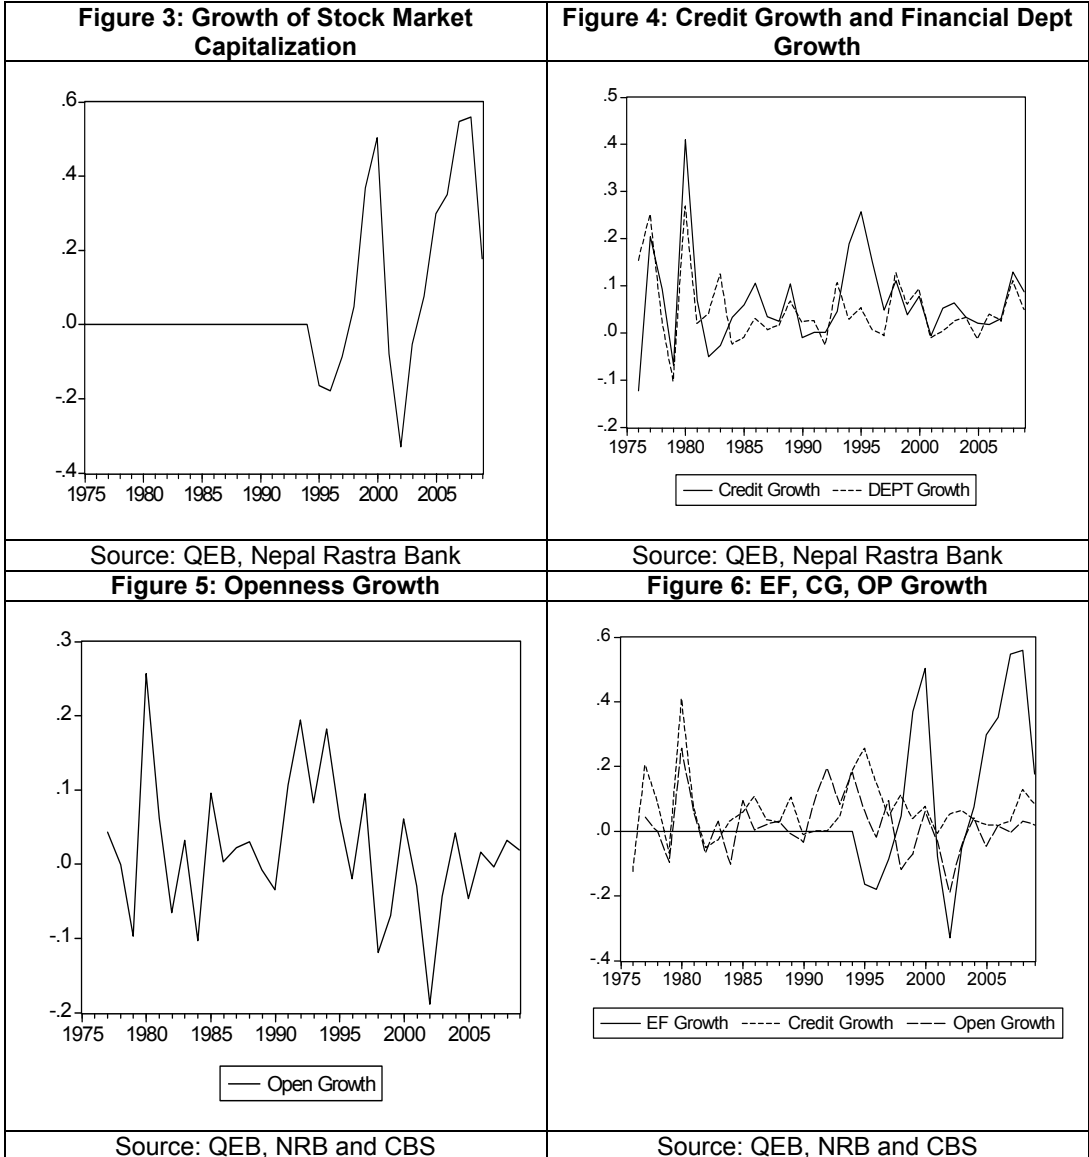 Figure 3: Growth of Stock Market
Capitalization
Figure 4: Credit Growth and Financial Dept
Growth
.6
.4
.2
.0
-.2
-.4
1975 1980 1985 1990 1995 2000 2005
.5
.4
.3
.2
.1
.0
-.1
-.2
1975 1980 1985 1990 1995 2000 2005
Credit Growth DEPT Growth
Source: QEB, Nepal Rastra Bank
Source: QEB, Nepal Rastra Bank
Figure 5: Openness Growth
Figure 6: EF, CG, OP Growth
.3
.2
.1
.0
-.1
-.2
1975 1980 1985 1990 1995 2000 2005
Open Growth
.6
.4
.2
.0
-.2
-.4
1975 1980 1985 1990 1995 2000 2005
EF Growth Credit Growth Open Growth
Source: QEB, NRB and CBS
Source: QEB, NRB and CBS